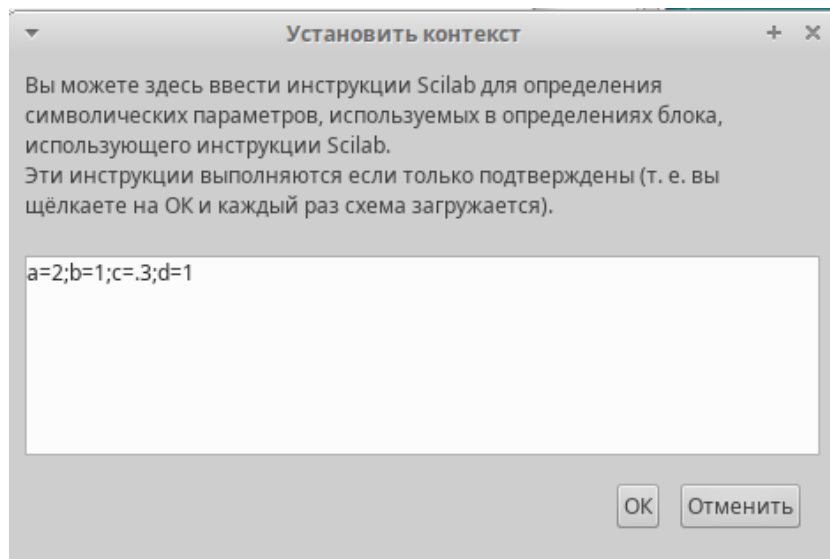 Установить контекст
Вы можете здесь ввести инструкции Scilab для определения
символических параметров, используемых в определениях блока,
использующего инструкции Scilab.
Эти инструкции выполняются если только подтверждены (т. е. вы
щёлкаете на ОК и каждый раз схема загружается).
a=2;b=1;c=.3;d=1
ОК
Отменить